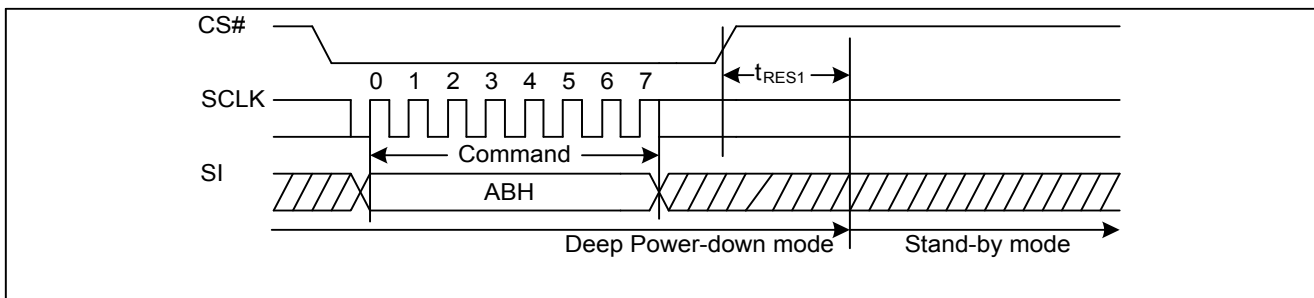 CS#
tRES1
0 1 2 3 4 5 6 7
SCLK
Command
SI
ABH
Deep Power-down mode Stand-by mode